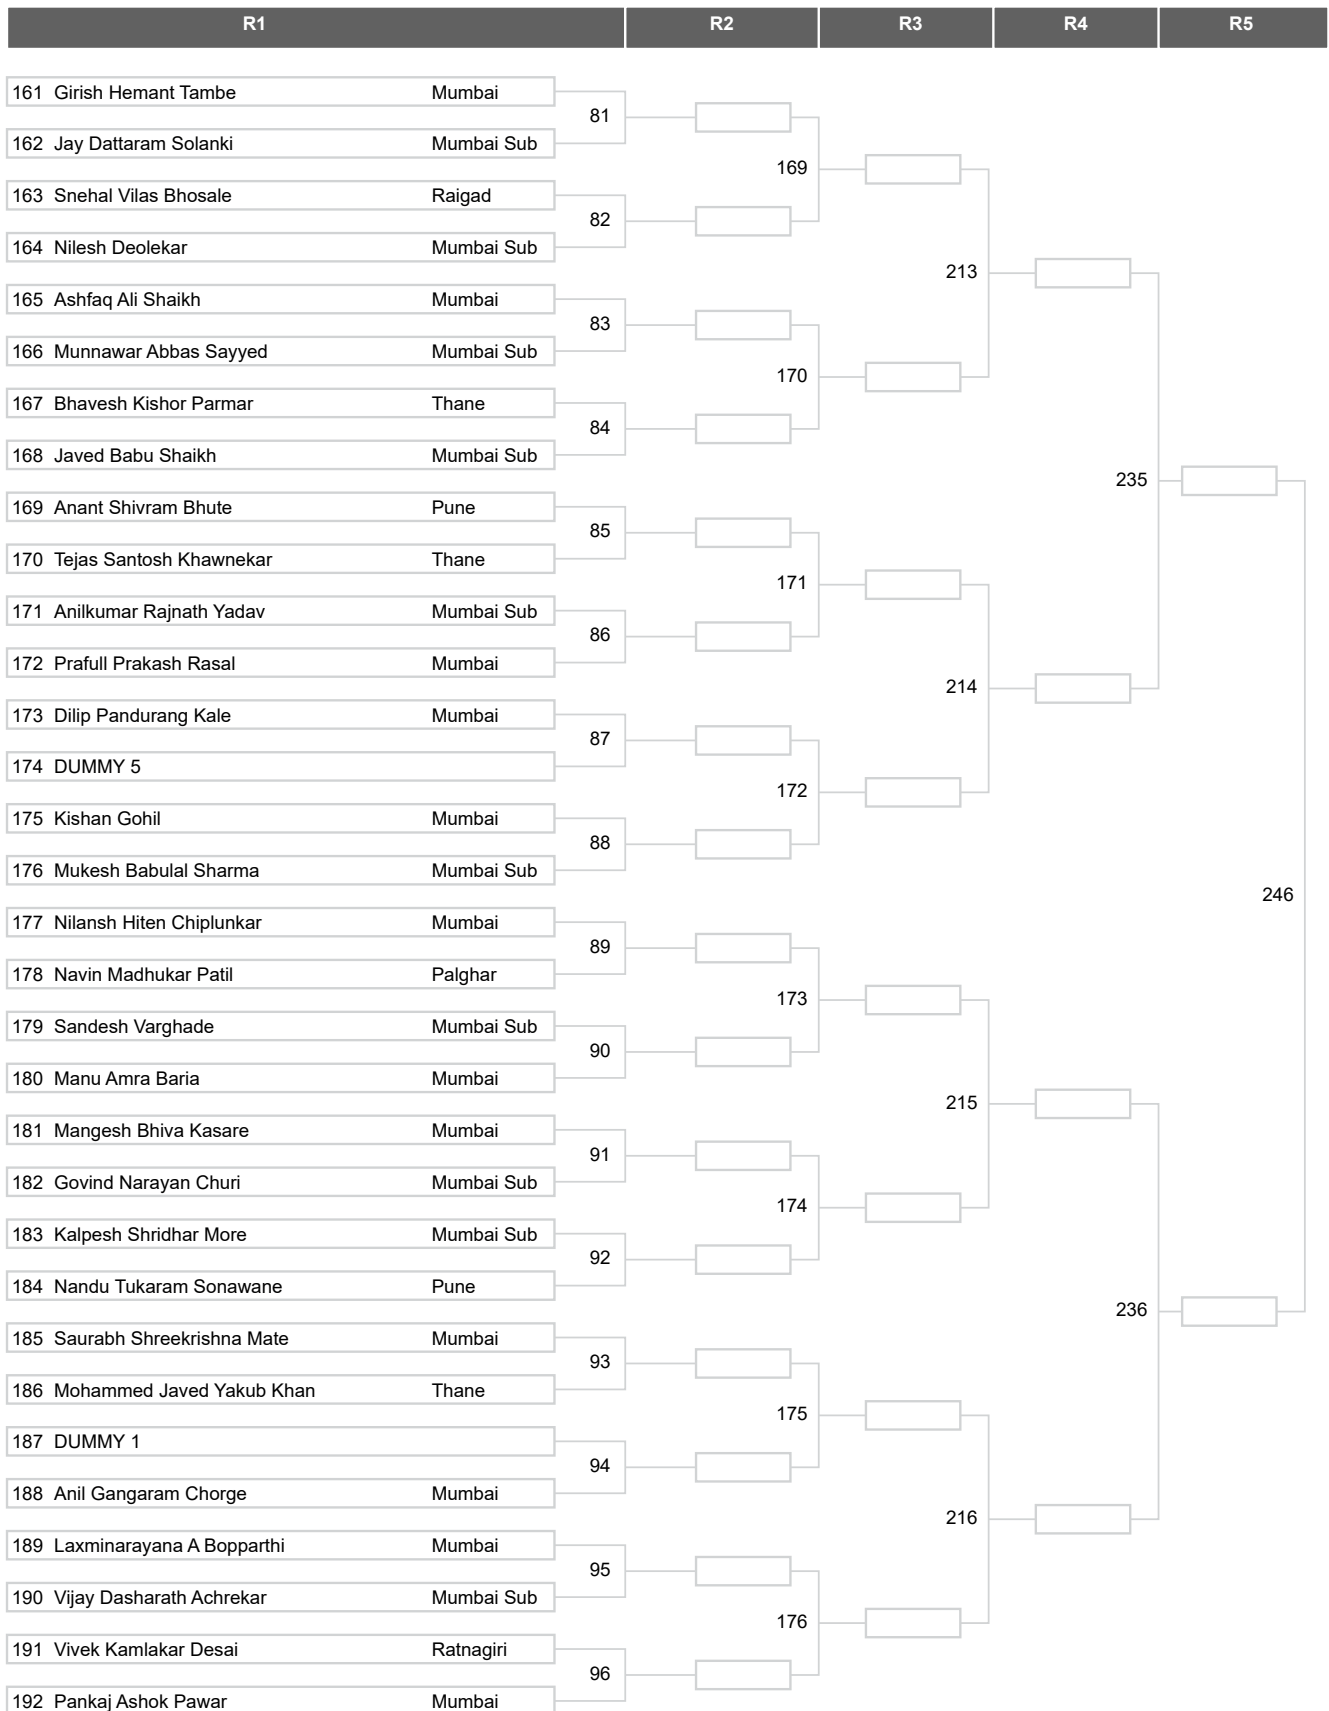 R1 R2 R3 R4 R5
161 Girish Hemant Tambe Mumbai
81
162 Jay Dattaram Solanki Mumbai Sub
169
163 Snehal Vilas Bhosale Raigad
82
164 Nilesh Deolekar Mumbai Sub
213
165 Ashfaq Ali Shaikh Mumbai
83
166 Munnawar Abbas Sayyed Mumbai Sub
170
167 Bhavesh Kishor Parmar Thane
84
168 Javed Babu Shaikh Mumbai Sub
235
169 Anant Shivram Bhute Pune
85
170 Tejas Santosh Khawnekar Thane
171
171 Anilkumar Rajnath Yadav Mumbai Sub
86
172 Prafull Prakash Rasal Mumbai
214
173 Dilip Pandurang Kale Mumbai
87
174 DUMMY 5
172
175 Kishan Gohil Mumbai
88
176 Mukesh Babulal Sharma Mumbai Sub
246
177 Nilansh Hiten Chiplunkar Mumbai
89
178 Navin Madhukar Patil Palghar
173
179 Sandesh Varghade Mumbai Sub
90
180 Manu Amra Baria Mumbai
215
181 Mangesh Bhiva Kasare Mumbai
91
182 Govind Narayan Churi Mumbai Sub
174
183 Kalpesh Shridhar More Mumbai Sub
92
184 Nandu Tukaram Sonawane Pune
236
185 Saurabh Shreekrishna Mate Mumbai
93
186 Mohammed Javed Yakub Khan Thane
175
187 DUMMY 1
94
188 Anil Gangaram Chorge Mumbai
216
189 Laxminarayana A Bopparthi Mumbai
95
190 Vijay Dasharath Achrekar Mumbai Sub
176
191 Vivek Kamlakar Desai Ratnagiri
96
192 Pankaj Ashok Pawar Mumbai